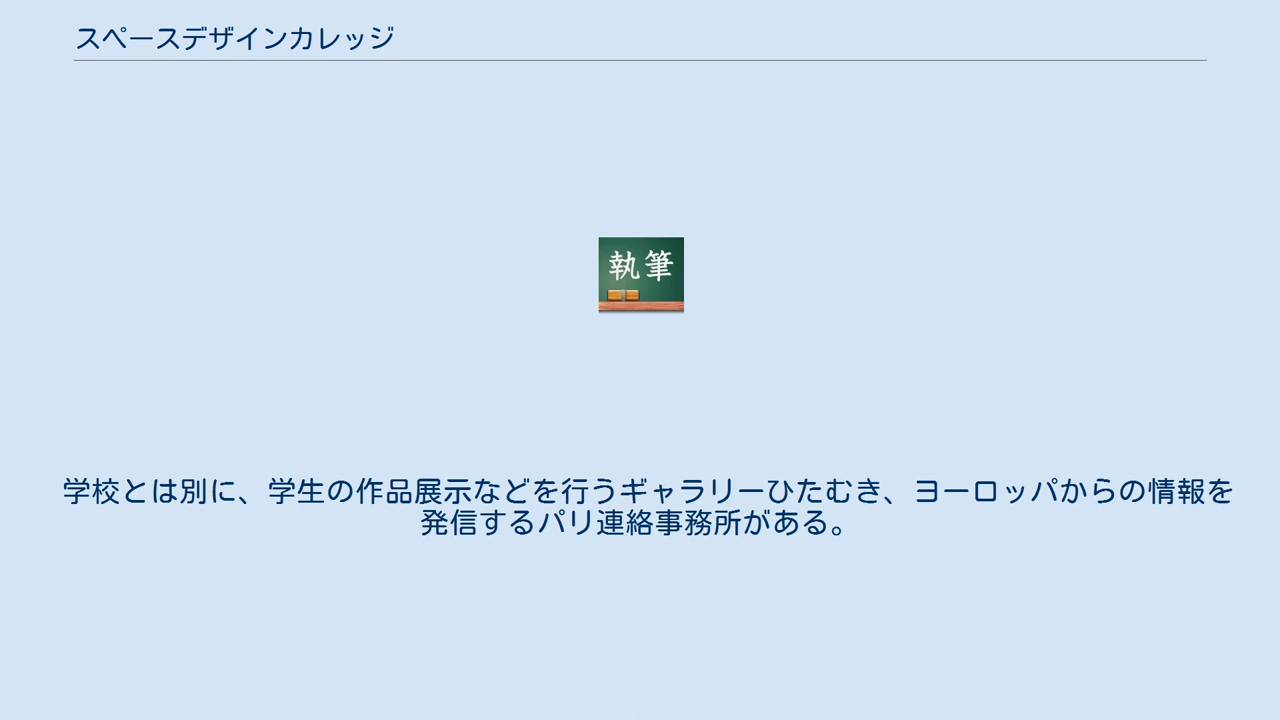 スペースデザインカレッジ
執筆
学校とは別に、学生の作品展示などを行うギャラリーひたむき、ヨーロッパからの情報を
発信するパリ連絡事務所がある。